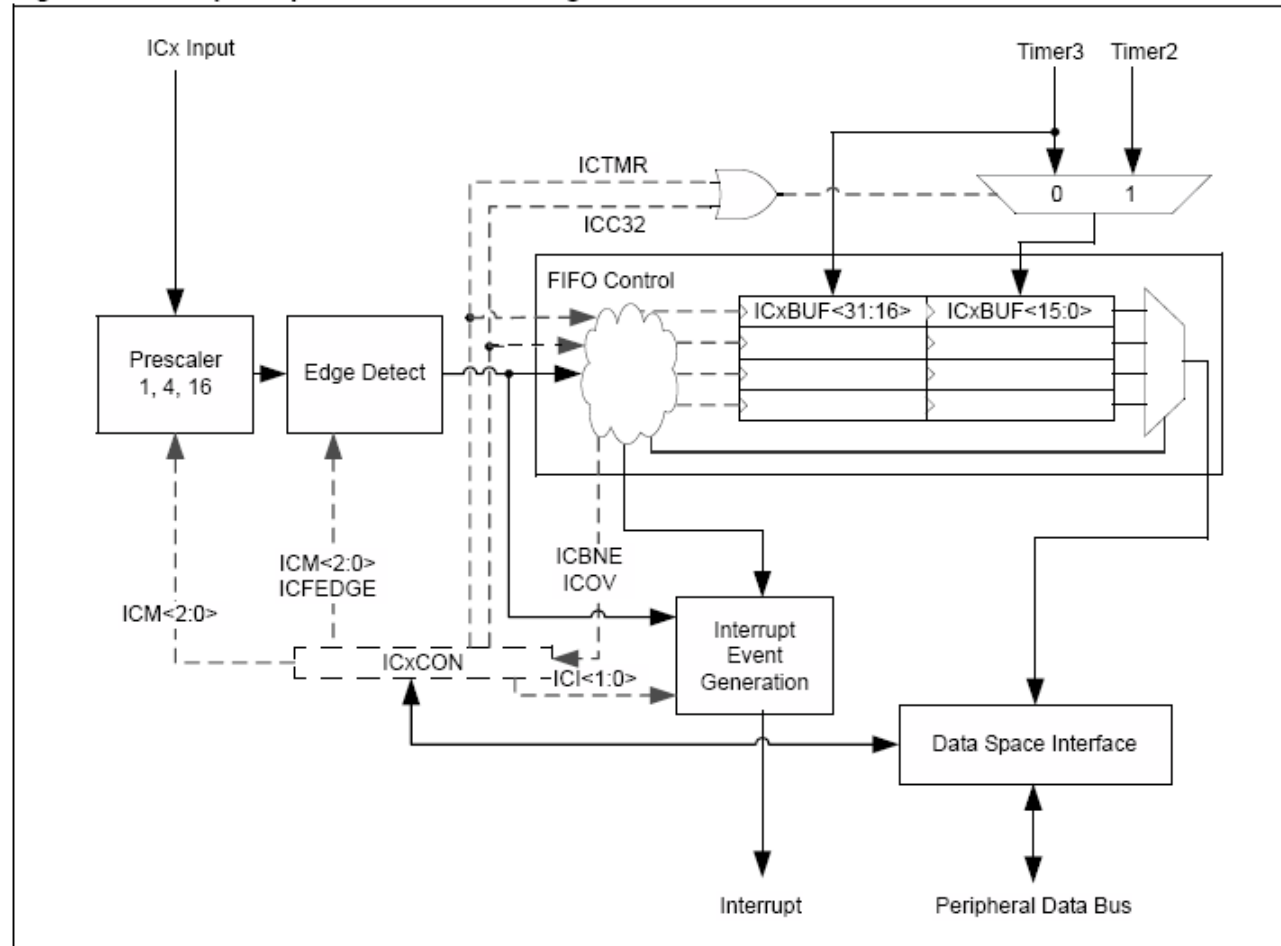 ICx Input
Timer3
Timer2
ICTMR
0
1
ICC32
FIFO Control
ICxBUF<31:16>
ICxBUF<15:0>
Prescaler
1, 4, 16
Edge Detect
ICM<2:0>
ICFEDGE
ICBNE
ICOV
ICM<2:0>
ICxCON
ICI<1:0>
Interrupt
Event
Generation
Data Space Interface
Interrupt
Peripheral Data Bus